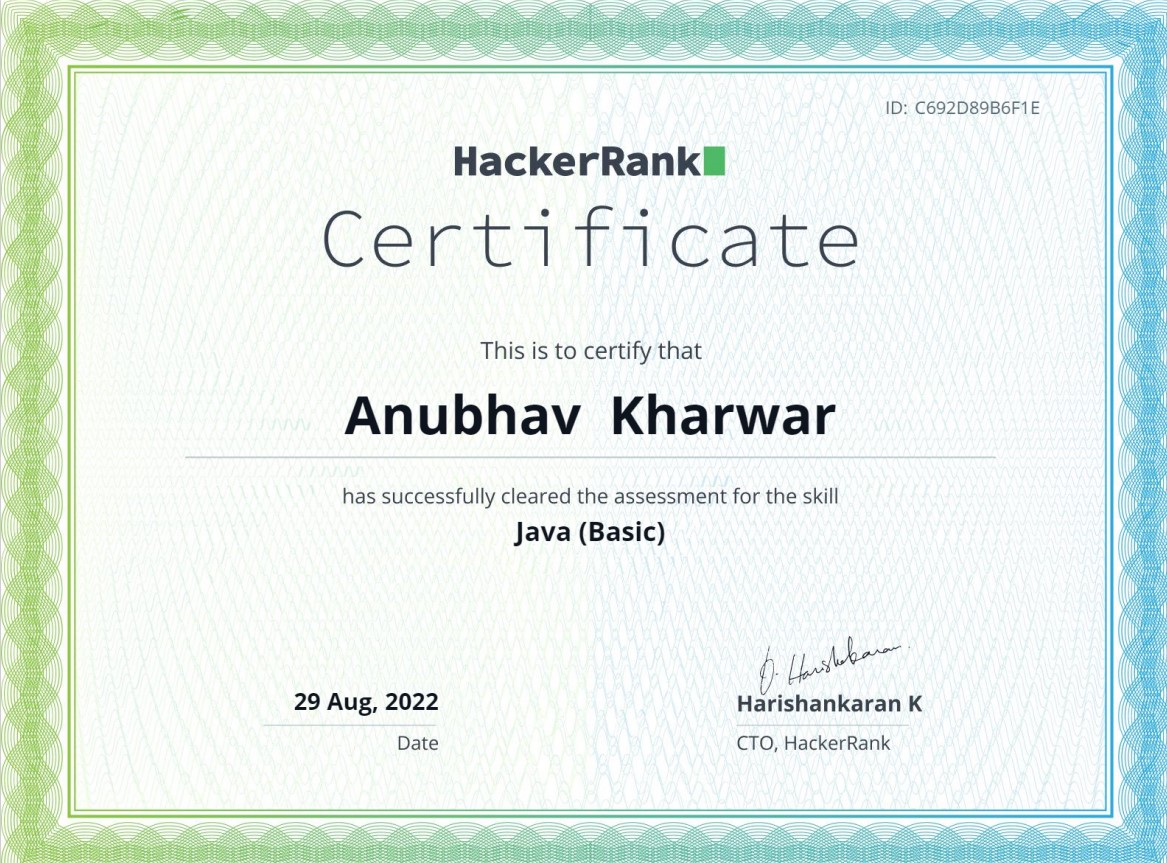 ID: C692D89B6F1E
HackerRank
Certificate
This is to certify that
Anubhav Kharwar
has successfully cleared the assessment for the skill
Java (Basic)
29 Aug, 2022
Date
Harishankaran K
CTO, HackerRank